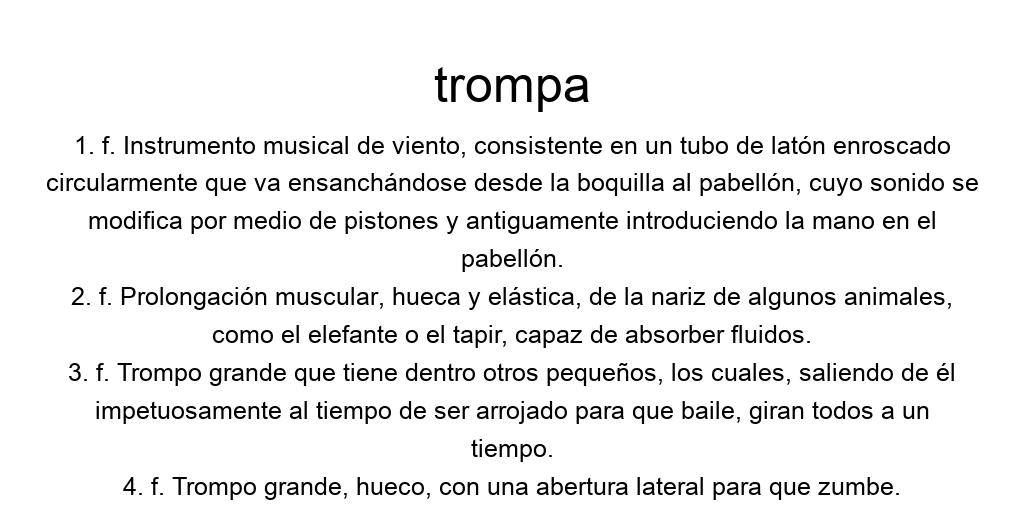 trompa
1. f. Instrumento musical de viento, consistente en un tubo de latón enroscado
circularmente que va ensanchándose desde la boquilla al pabellón, cuyo sonido se
modifica por medio de pistones y antiguamente introduciendo la mano en el
pabellón.
2. f. Prolongación muscular, hueca y elástica, de la nariz de algunos animales,
como el elefante o el tapir, capaz de absorber fluidos.
3. f. Trompo grande que tiene dentro otros pequeños, los cuales, saliendo de él
impetuosamente al tiempo de ser arrojado para que baile, giran todos a un
tiempo.
4. f. Trompo grande, hueco, con una abertura lateral para que zumbe.